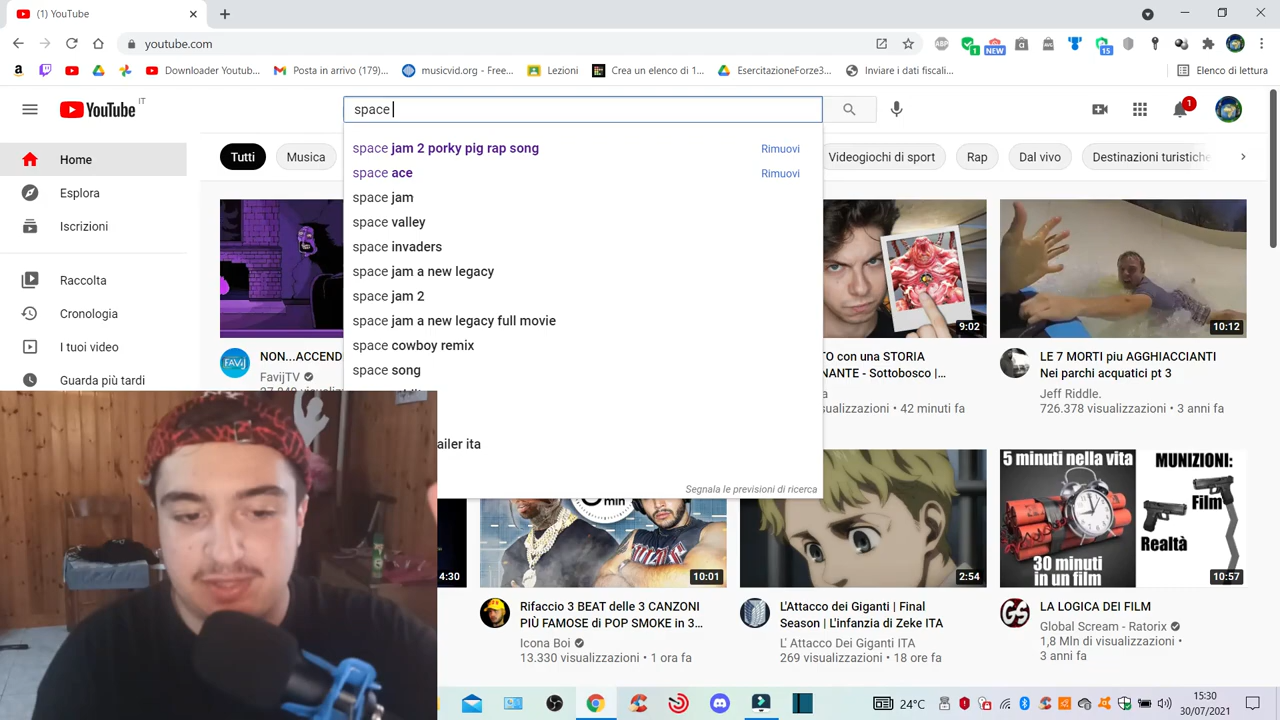 (1) YouTube
youtube.com
Downloader Youtub...
Posta in arrivo (179)...
musicvid.org - Free...
Lezioni
Crea un elenco di 1...
EsercitazioneForze3...
Inviare i dati fiscali...
Elenco di lettura
ABP
1
NEW
15
YouTube IT
space
1
space jam 2 porky pig rap song Rimuovi
space ace Rimuovi
space jam
space valley
space invaders
space jam a new legacy
space jam 2
space jam a new legacy full movie
space cowboy remix
space song
ailer ita
Segnala le previsioni di ricerca
Tutti
Musica
Videogiochi di sport
Rap
Dal vivo
Destinazioni turistiche
Home
Esplora
Iscrizioni
Raccolta
Cronologia
I tuoi video
Guarda più tardi
FAVIJ
NON...ACCEND
FavijTV
9:02
TO con una STORIA
NANTE - Sottobosco |...
sualizzazioni • 42 minuti fa
10:12
LE 7 MORTI piu AGGHIACCIANTI
Nei parchi acquatici pt 3
Jeff Riddle.
726.378 visualizzazioni • 3 anni fa
4:30
min
10:01
Rifaccio 3 BEAT delle 3 CANZONI
PIÙ FAMOSE di POP SMOKE in 3...
Icona Boi
13.330 visualizzazioni • 1 ora fa
2:54
L'Attacco dei Giganti | Final
Season | L'infanzia di Zeke ITA
L' Attacco Dei Giganti ITA
269 visualizzazioni • 18 ore fa
5 minuti nella vita
30 minuti
in un film
MUNIZIONI:
Film
Realtà
10:57
LA LOGICA DEI FILM
Global Scream - Ratorix
1,8 Mln di visualizzazioni •
3 anni fa
24°C
15:30
30/07/2021